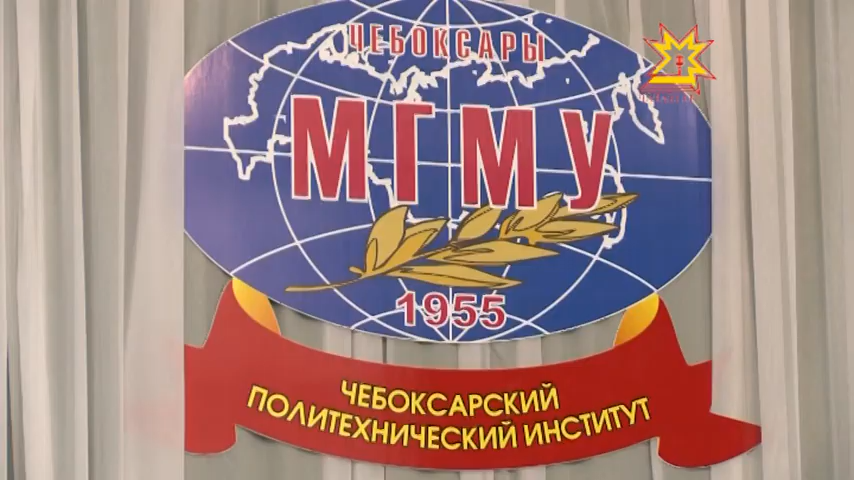 ЧЕБОКСАРЫ
МГМУ
1955
ЧЕБОКСАРСКИЙ
ПОЛИТЕХНИЧЕСКИЙ ИНСТИТУТ